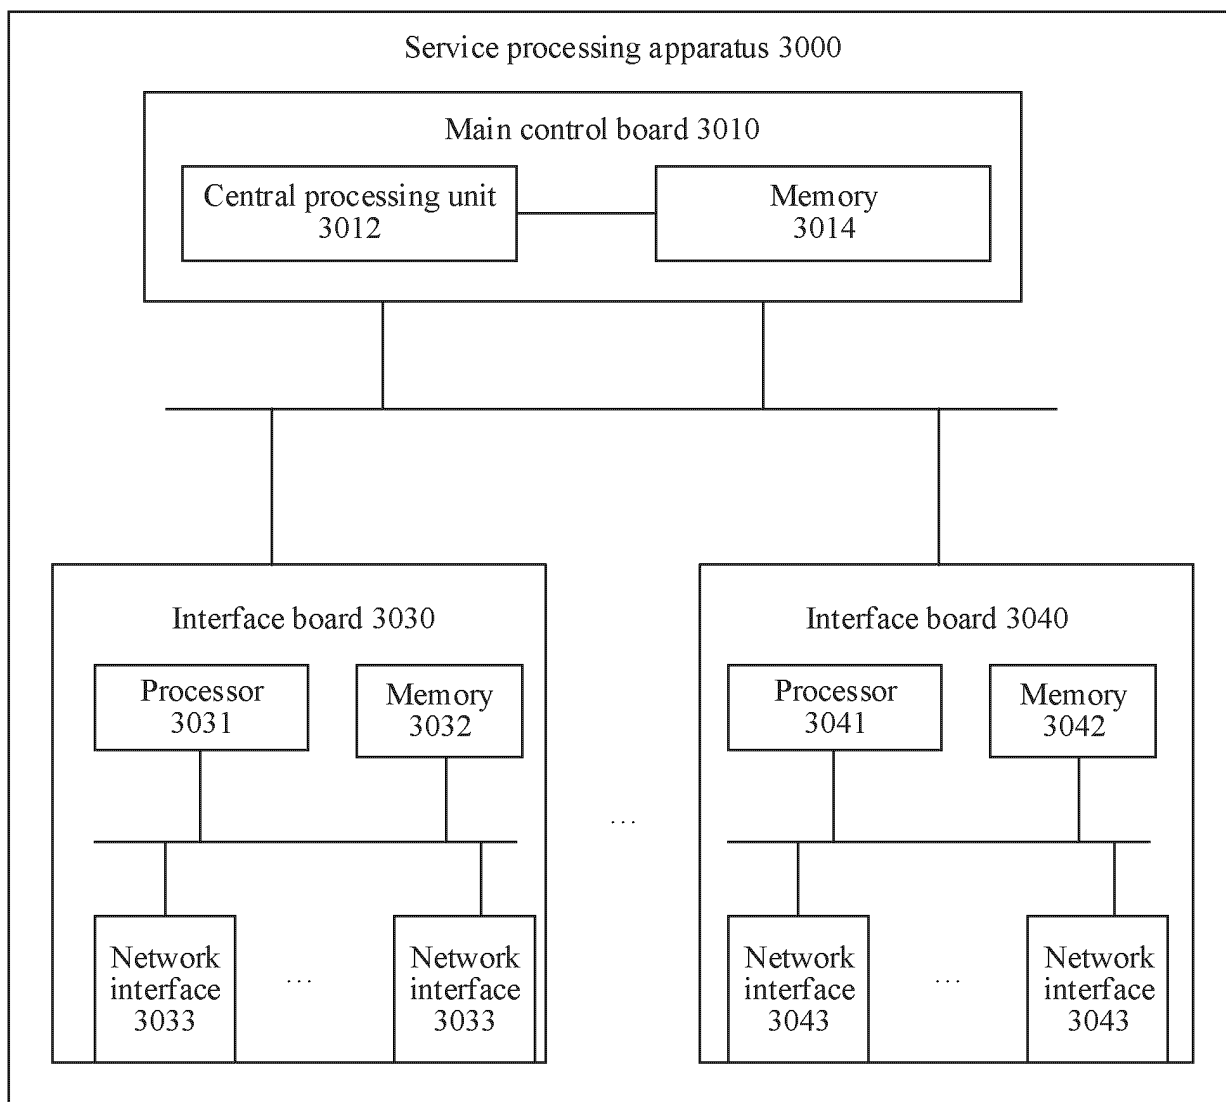 Service processing apparatus 3000
Main control board 3010
Central processing unit
3012
Memory
3014
Interface board 3030
Processor
3031
Memory
3032
...
Network
interface
3033
...
Network
interface
3033
Interface board 3040
Processor
3041
Memory
3042
Network
interface
3043
...
Network
interface
3043